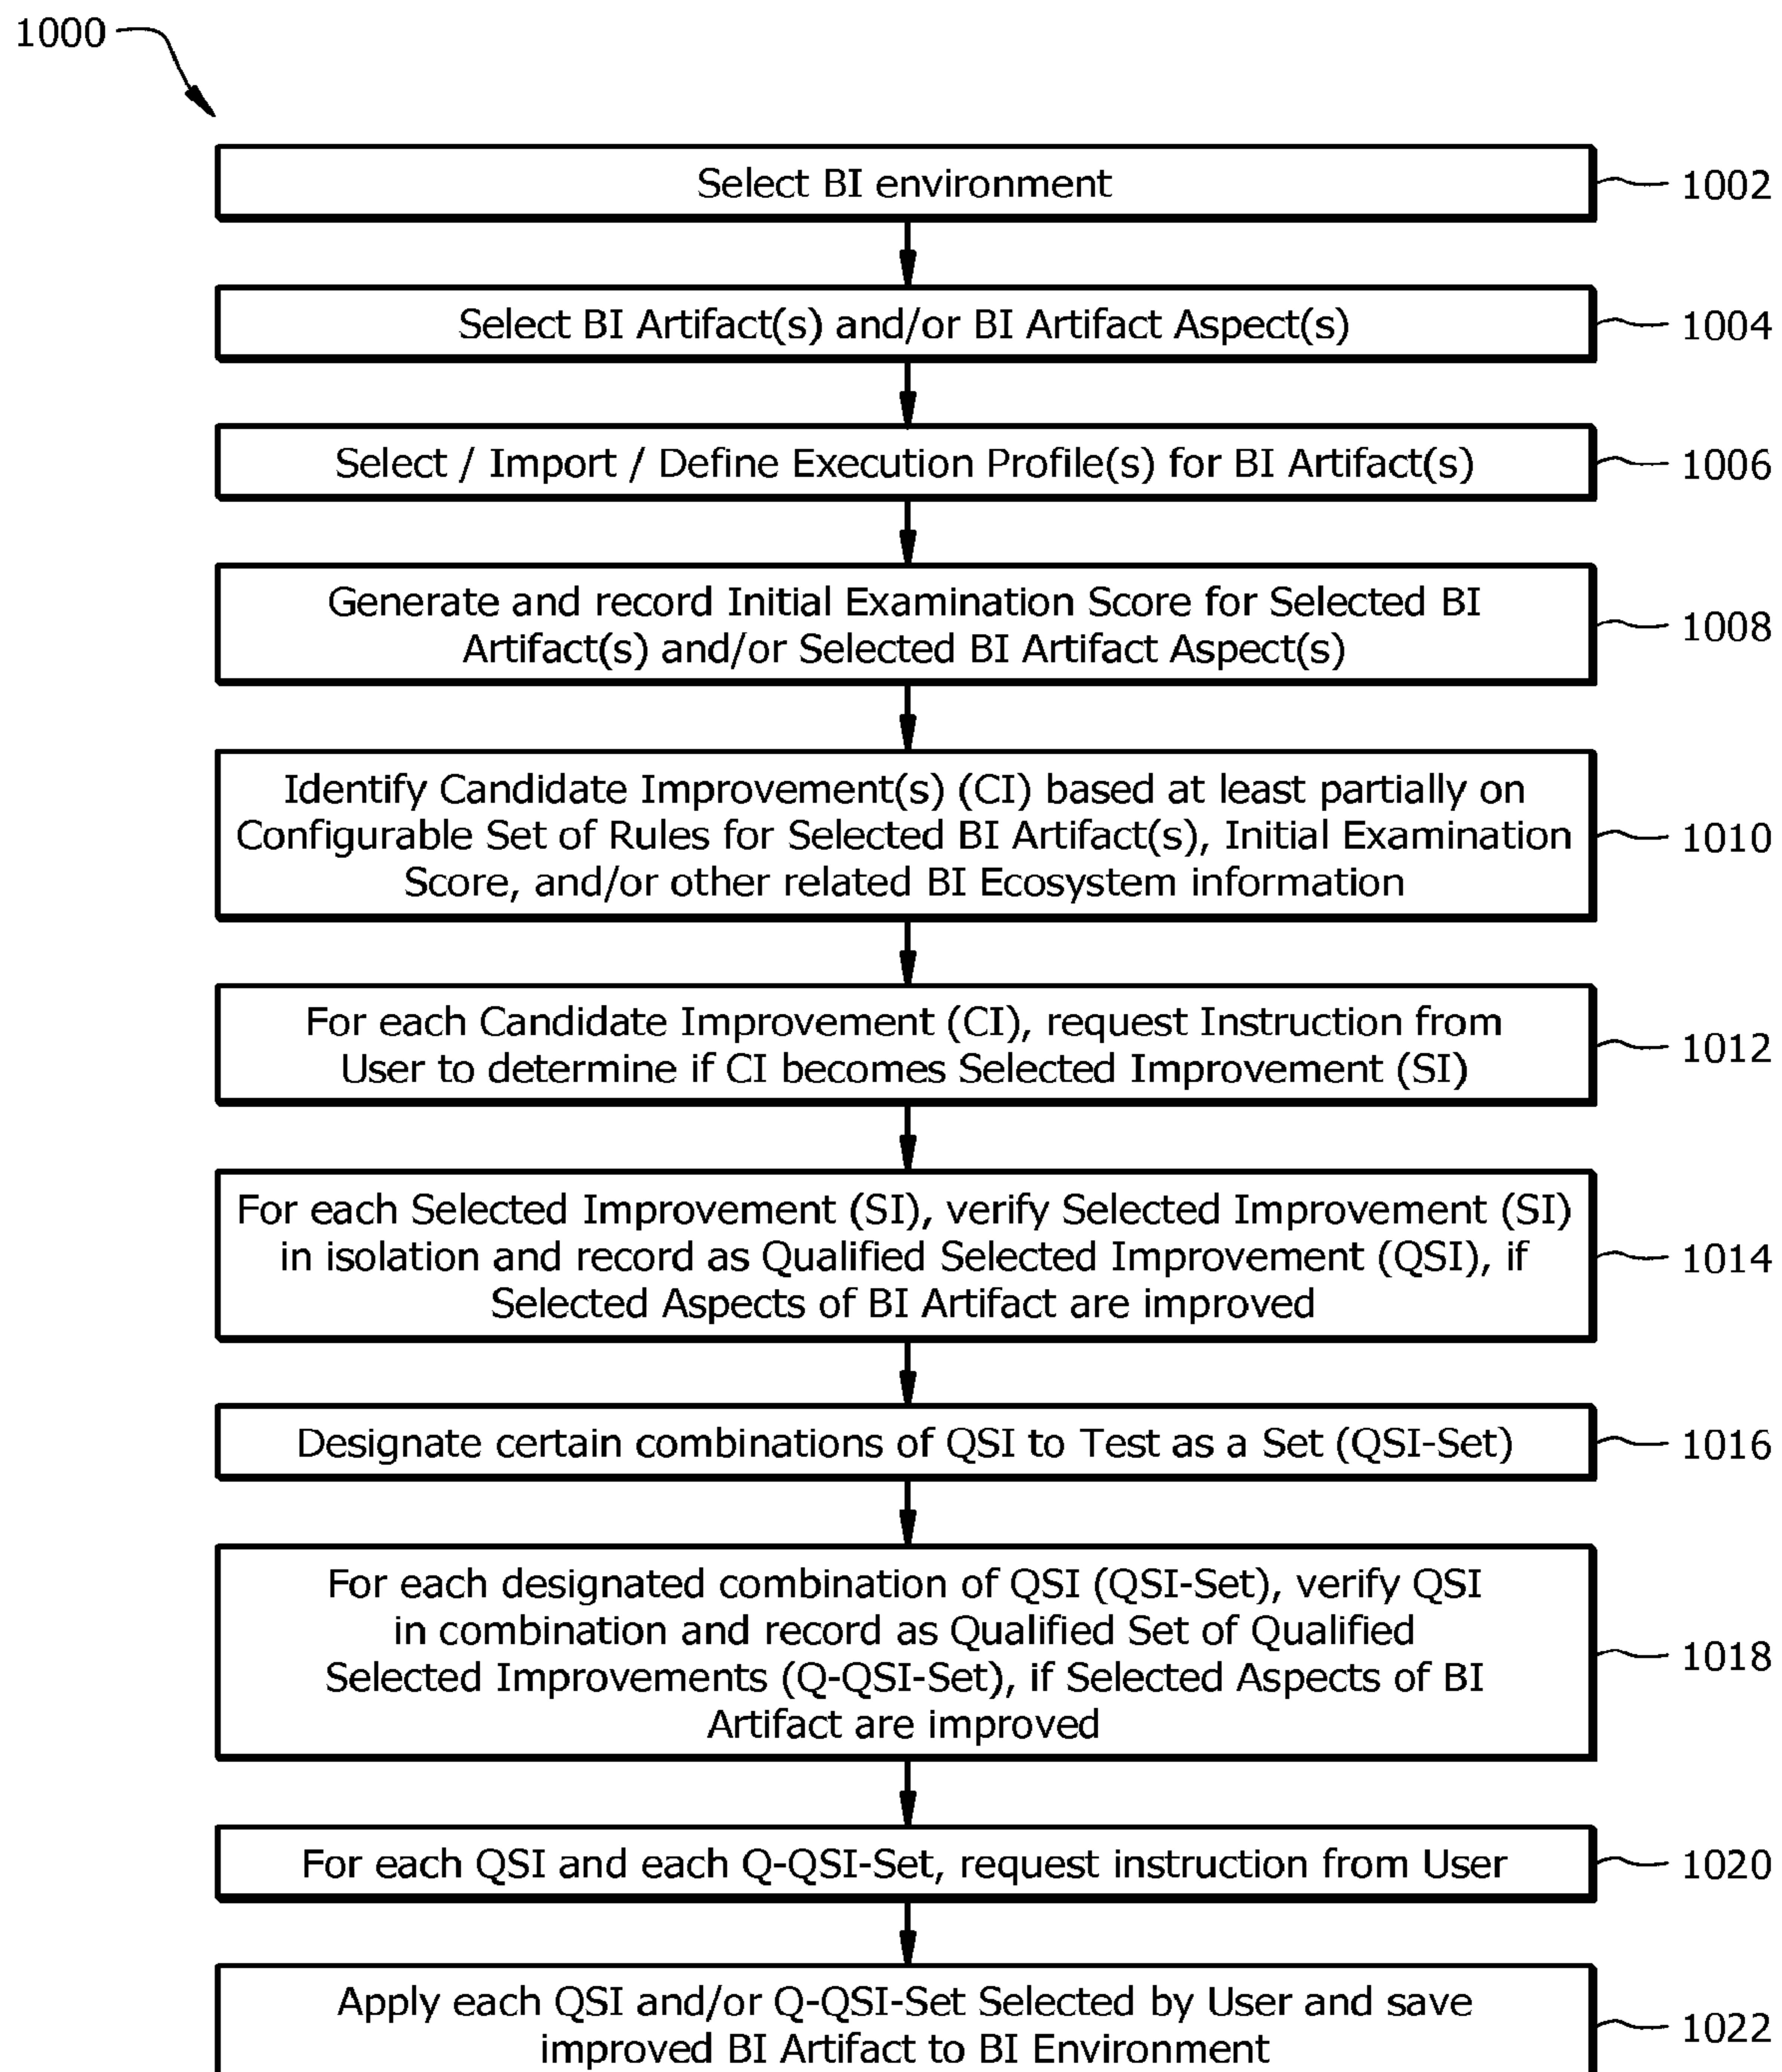 1000
Select BI environment
1002
Select BI Artifact(s) and/or BI Artifact Aspect(s)
1004
Select / Import / Define Execution Profile(s) for BI Artifact(s)
1006
Generate and record Initial Examination Score for Selected BI
Artifact(s) and/or Selected BI Artifact Aspect(s)
1008
Identify Candidate Improvement(s) (CI) based at least partially on
Configurable Set of Rules for Selected BI Artifact(s), Initial Examination
Score, and/or other related BI Ecosystem information
1010
For each Candidate Improvement (CI), request Instruction from
User to determine if CI becomes Selected Improvement (SI)
1012
For each Selected Improvement (SI), verify Selected Improvement (SI)
in isolation and record as Qualified Selected Improvement (QSI), if
Selected Aspects of BI Artifact are improved
1014
Designate certain combinations of QSI to Test as a Set (QSI-Set)
1016
For each designated combination of QSI (QSI-Set), verify QSI
in combination and record as Qualified Set of Qualified
Selected Improvements (Q-QSI-Set), if Selected Aspects of BI
Artifact are improved
1018
For each QSI and each Q-QSI-Set, request instruction from User
1020
Apply each QSI and/or Q-QSI-Set Selected by User and save
improved BI Artifact to BI Environment
1022